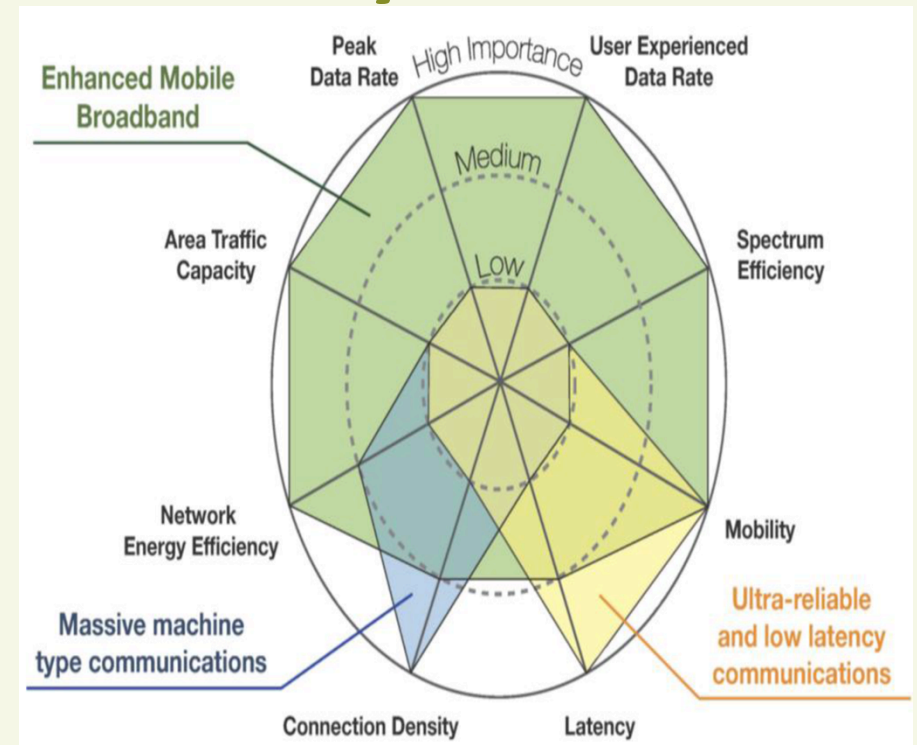 Peak
Data Rate
High Importance
User Experienced
Data Rate
Enhanced Mobile
Broadband
Medium
Area Traffic
Capacity
Low
Spectrum
Efficiency
Network
Energy Efficiency
Mobility
Massive machine
type communications
Ultra-reliable
and low latency
communications
Connection Density
Latency